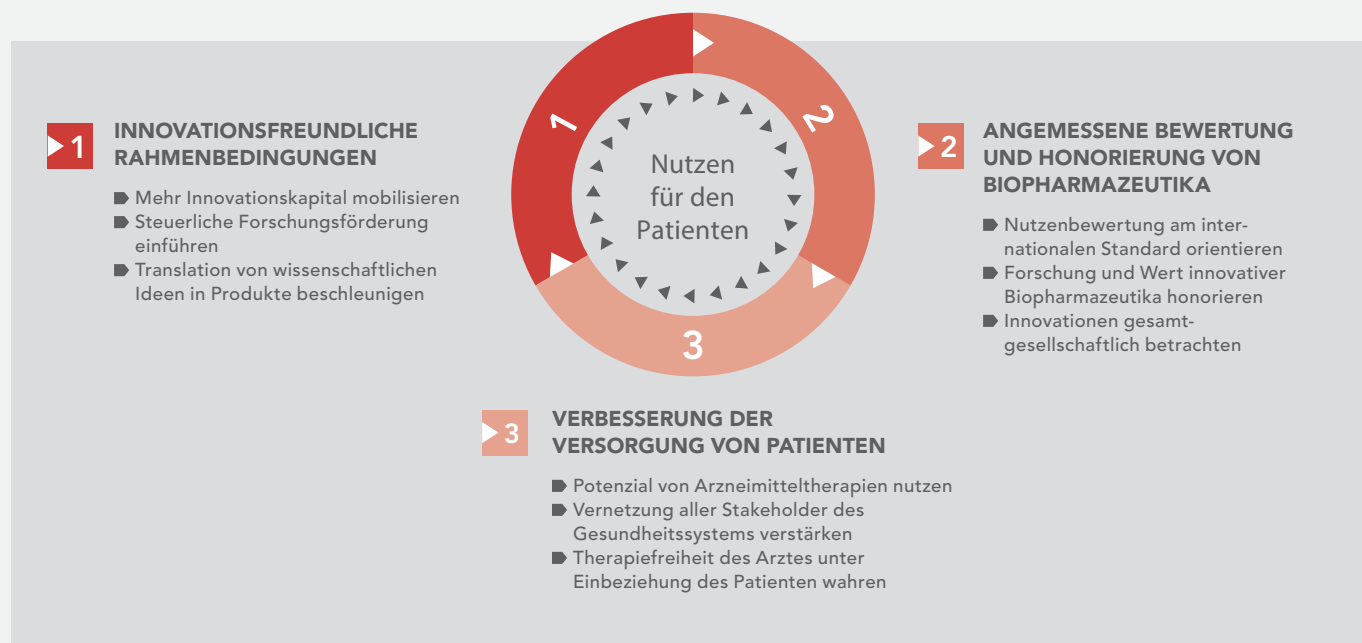 1
2
3
Nutzen
für den
Patienten
1
INNOVATIONSFREUNDLICHE
RAHMENBEDINGUNGEN
Mehr Innovationskapital mobilisieren
Steuerliche Forschungsförderung
einführen
Translation von wissenschaftlichen
Ideen in Produkte beschleunigen
2
ANGEMESSENE BEWERTUNG
UND HONORIERUNG VON
BIOPHARMAZEUTIKA
Nutzenbewertung am inter-
nationalen Standard orientieren
Forschung und Wert innovativer
Biopharmazeutika honorieren
Innovationen gesamt-
gesellschaftlich betrachten
3
VERBESSERUNG DER
VERSORGUNG VON PATIENTEN
Potenzial von Arzneimitteltherapien nutzen
Vernetzung aller Stakeholder des
Gesundheitssystems verstärken
Therapiefreiheit des Arztes unter
Einbeziehung des Patienten wahren